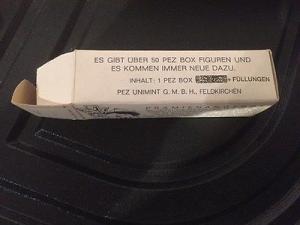 ES GIBT ÜBER 50 PEZ BOX FIGUREN UND
ES KOMMEN IMMER NEUE DAZU.
INHALT: 1 PEZ BOX + FÜLLUNGEN
PEZ UNIMINT G. M. B. H., FELDKIRCHEN